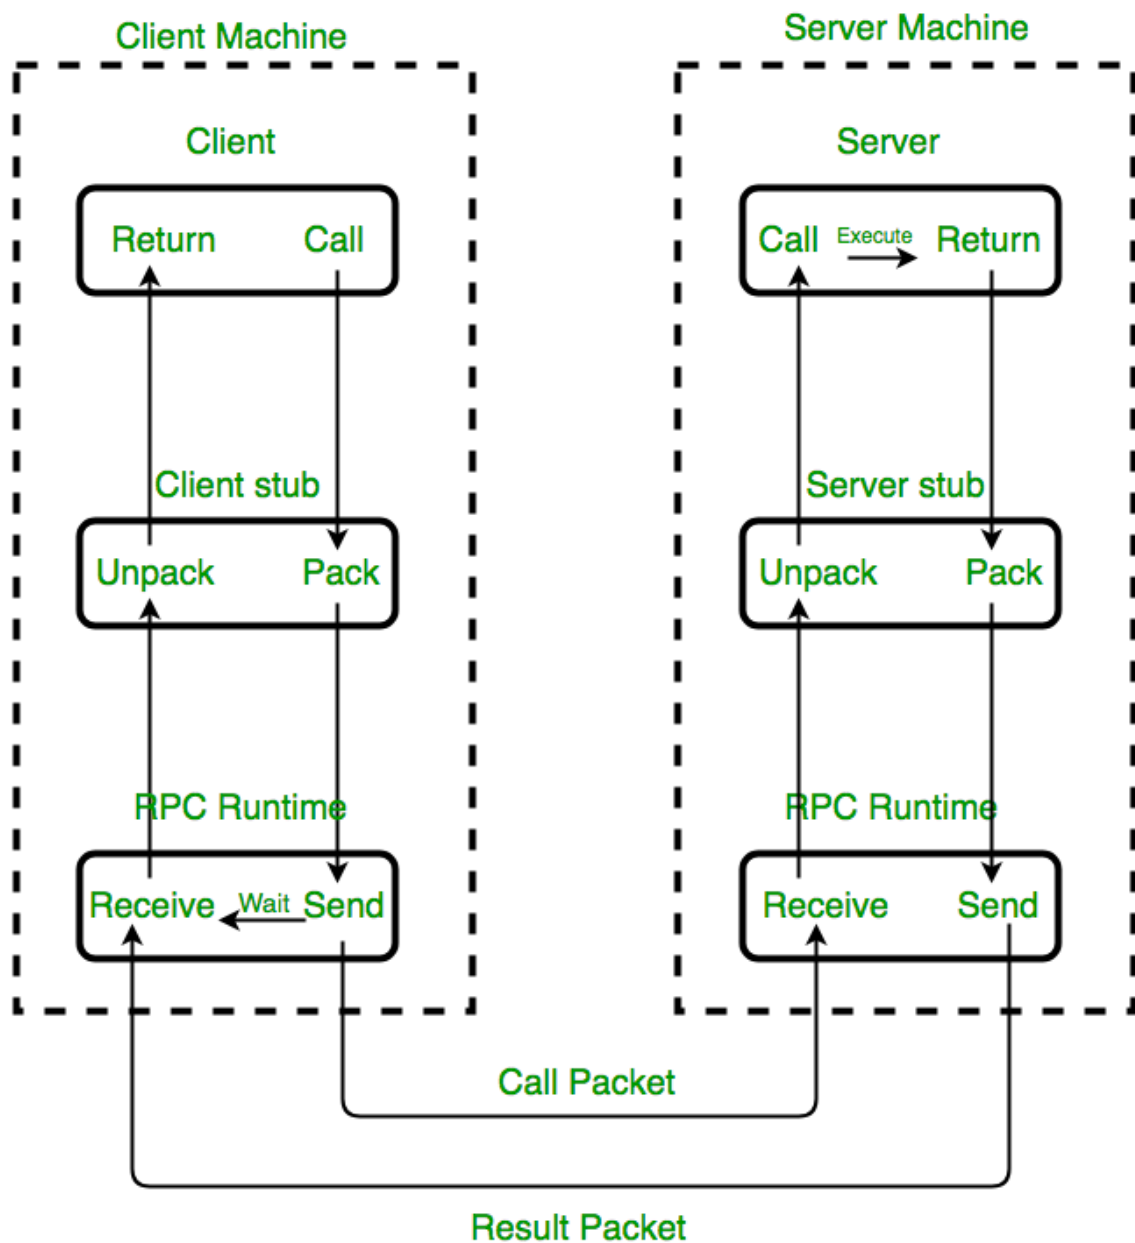 Client Machine
Server Machine
Client
Server
Return Call
Call Execute Return
Client stub
Server stub
Unpack Pack
Unpack Pack
RPC Runtime
RPC Runtime
Receive Wait Send
Receive Send
Call Packet
Result Packet